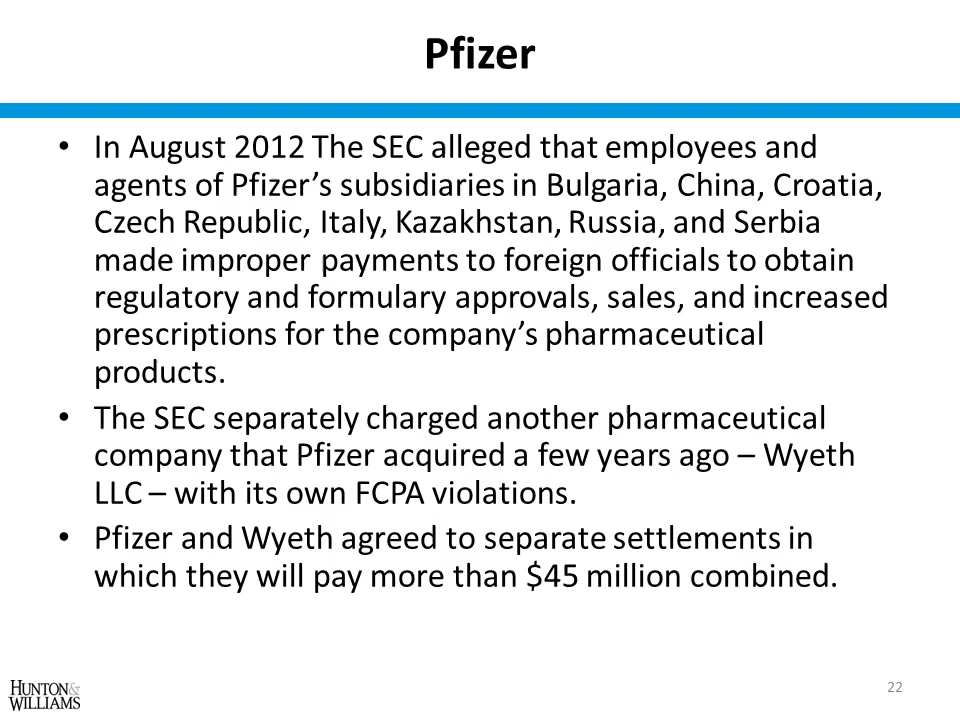 Pfizer
• In August 2012 The SEC alleged that employees and
agents of Pfizer’s subsidiaries in Bulgaria, China, Croatia,
Czech Republic, Italy, Kazakhstan, Russia, and Serbia
made improper payments to foreign officials to obtain
regulatory and formulary approvals, sales, and increased
prescriptions for the company’s pharmaceutical
products.
• The SEC separately charged another pharmaceutical
company that Pfizer acquired a few years ago – Wyeth
LLC – with its own FCPA violations.
• Pfizer and Wyeth agreed to separate settlements in
which they will pay more than $45 million combined.
HUNTON&
WILLIAMS
22